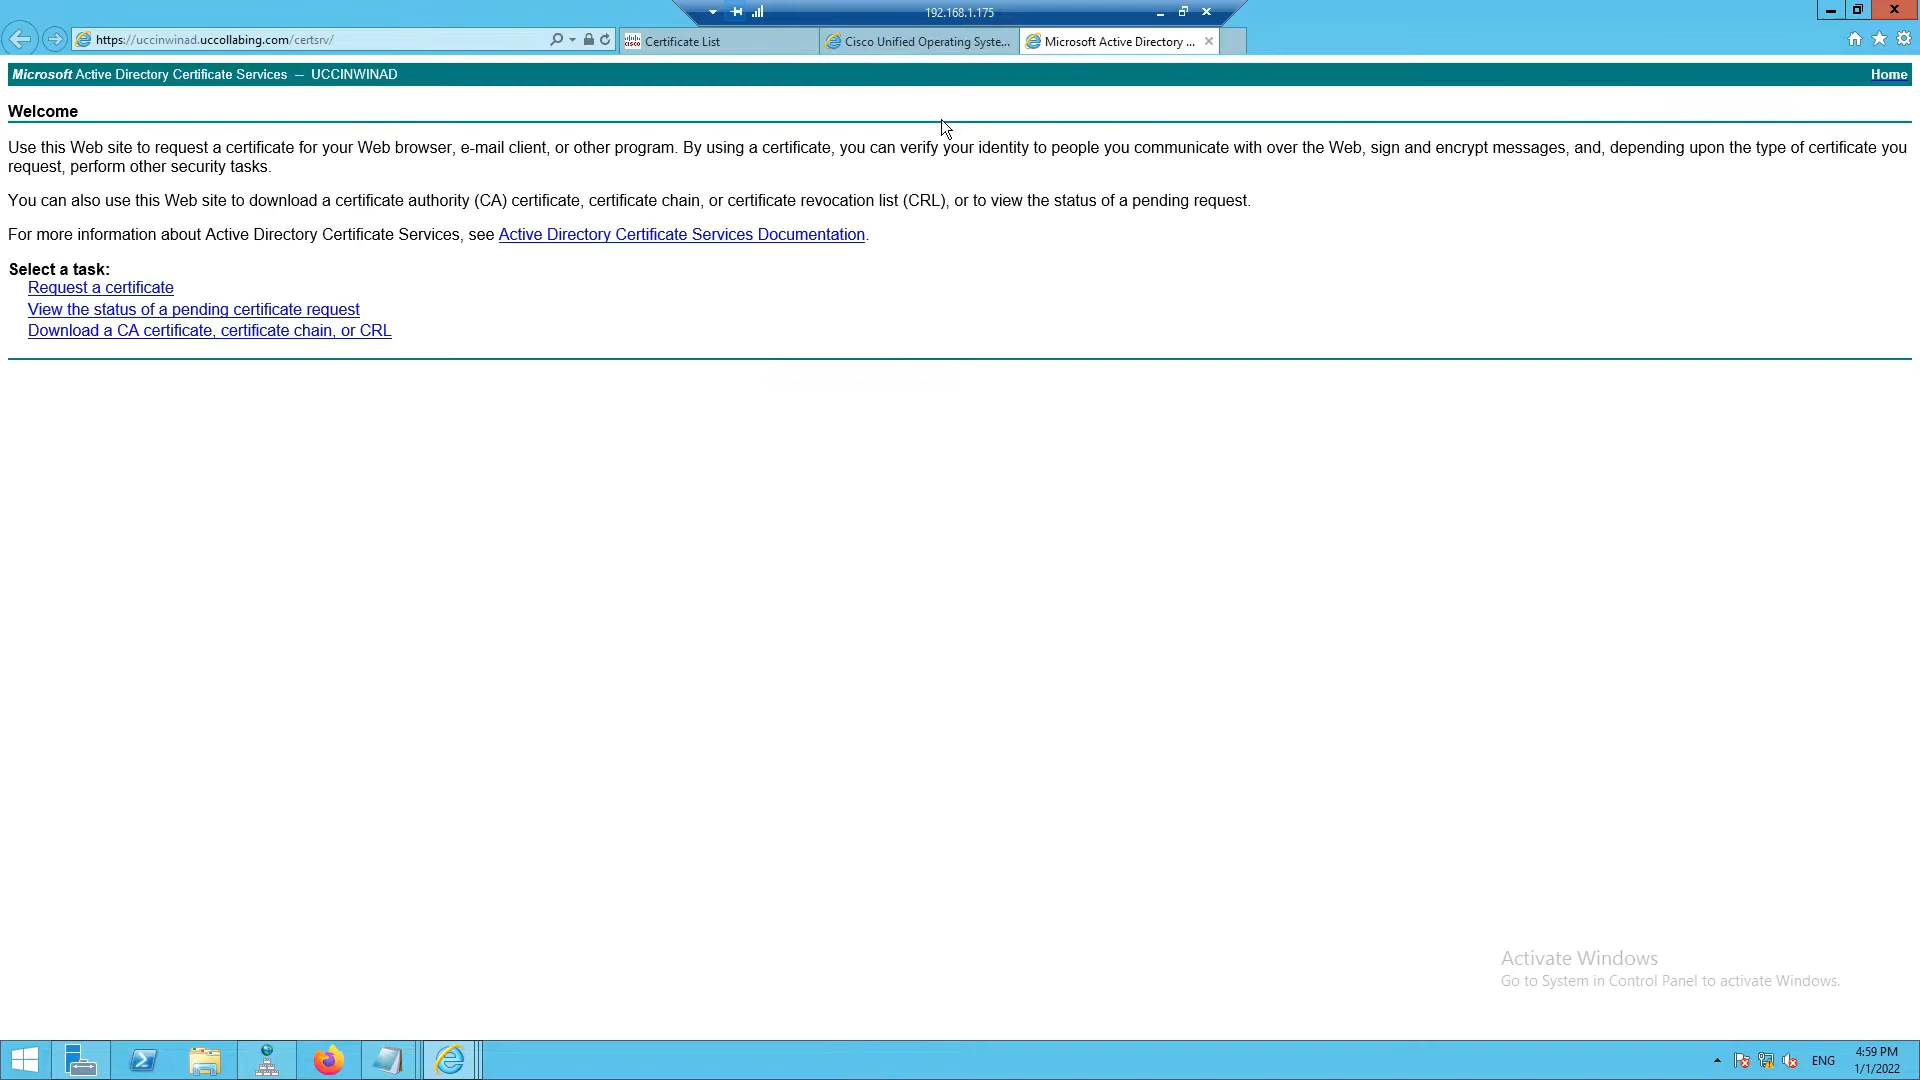 192.168.1.175
https://uccinwinad.uccollabing.com/certsrv/
Certificate List
Cisco Unified Operating Syste...
Microsoft Active Directory ...
Microsoft Active Directory Certificate Services -- UCCINWINAD
Home
Welcome
Use this Web site to request a certificate for your Web browser, e-mail client, or other program. By using a certificate, you can verify your identity to people you communicate with over the Web, sign and encrypt messages, and, depending upon the type of certificate you
request, perform other security tasks.
You can also use this Web site to download a certificate authority (CA) certificate, certificate chain, or certificate revocation list (CRL), or to view the status of a pending request.
For more information about Active Directory Certificate Services, see Active Directory Certificate Services Documentation.
Select a task:
Request a certificate
View the status of a pending certificate request
Download a CA certificate, certificate chain, or CRL
Activate Windows
Go to System in Control Panel to activate Windows.
ENG
4:59 PM
1/1/2022